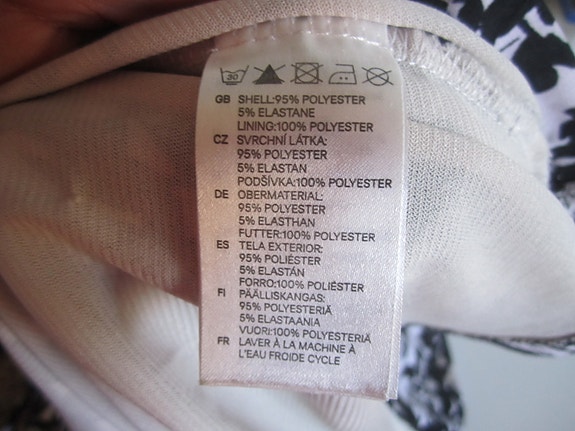 30
GB SHELL:95% POLYESTER
5% ELASTANE
LINING:100% POLYESTER
CZ SVRCHNÍ LÁTKA:
95% POLYESTER
5% ELASTAN
PODŠÍVKA:100% POLYESTER
DE OBERMATERIAL:
95% POLYESTER
5% ELASTHAN
FUTTER:100% POLYESTER
ES TELA EXTERIOR:
95% POLIÉSTER
5% ELASTÁN
FORRO:100% POLIÉSTER
FI PÄÄLLISKANGAS:
95% POLYESTERIÄ
5% ELASTAANIA
VUORI:100% POLYESTERIÄ
FR LAVER À LA MACHINE À
L'EAU FROIDE CYCLE